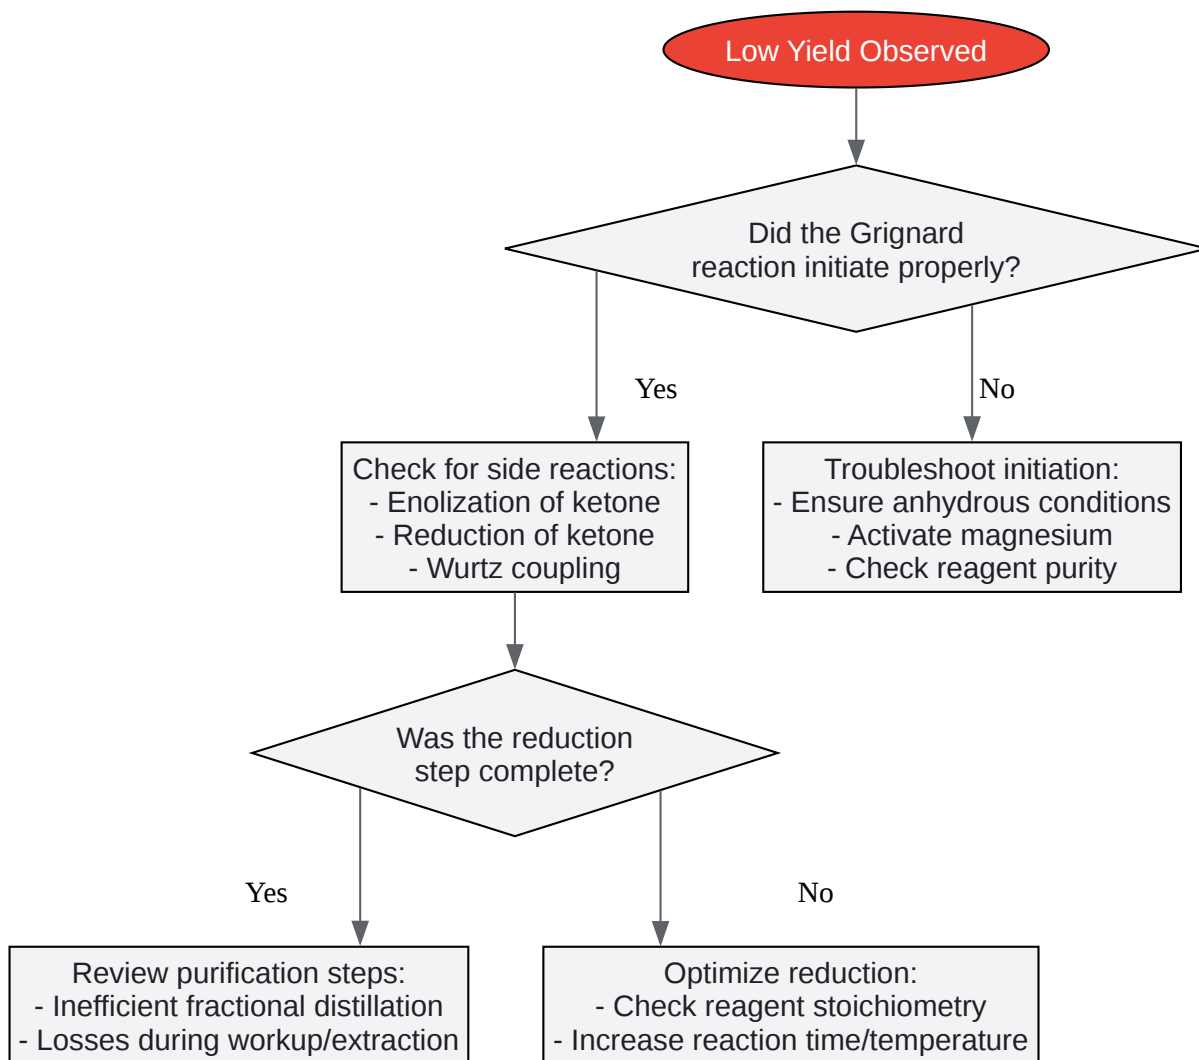 Low Yield Observed
Did the Grignard
reaction initiate properly?
Yes
No
Check for side reactions:
- Enolization of ketone
- Reduction of ketone
- Wurtz coupling
Troubleshoot initiation:
- Ensure anhydrous conditions
- Activate magnesium
- Check reagent purity
Was the reduction
step complete?
Yes
No
Review purification steps:
- Inefficient fractional distillation
- Losses during workup/extraction
Optimize reduction:
- Check reagent stoichiometry
- Increase reaction time/temperature